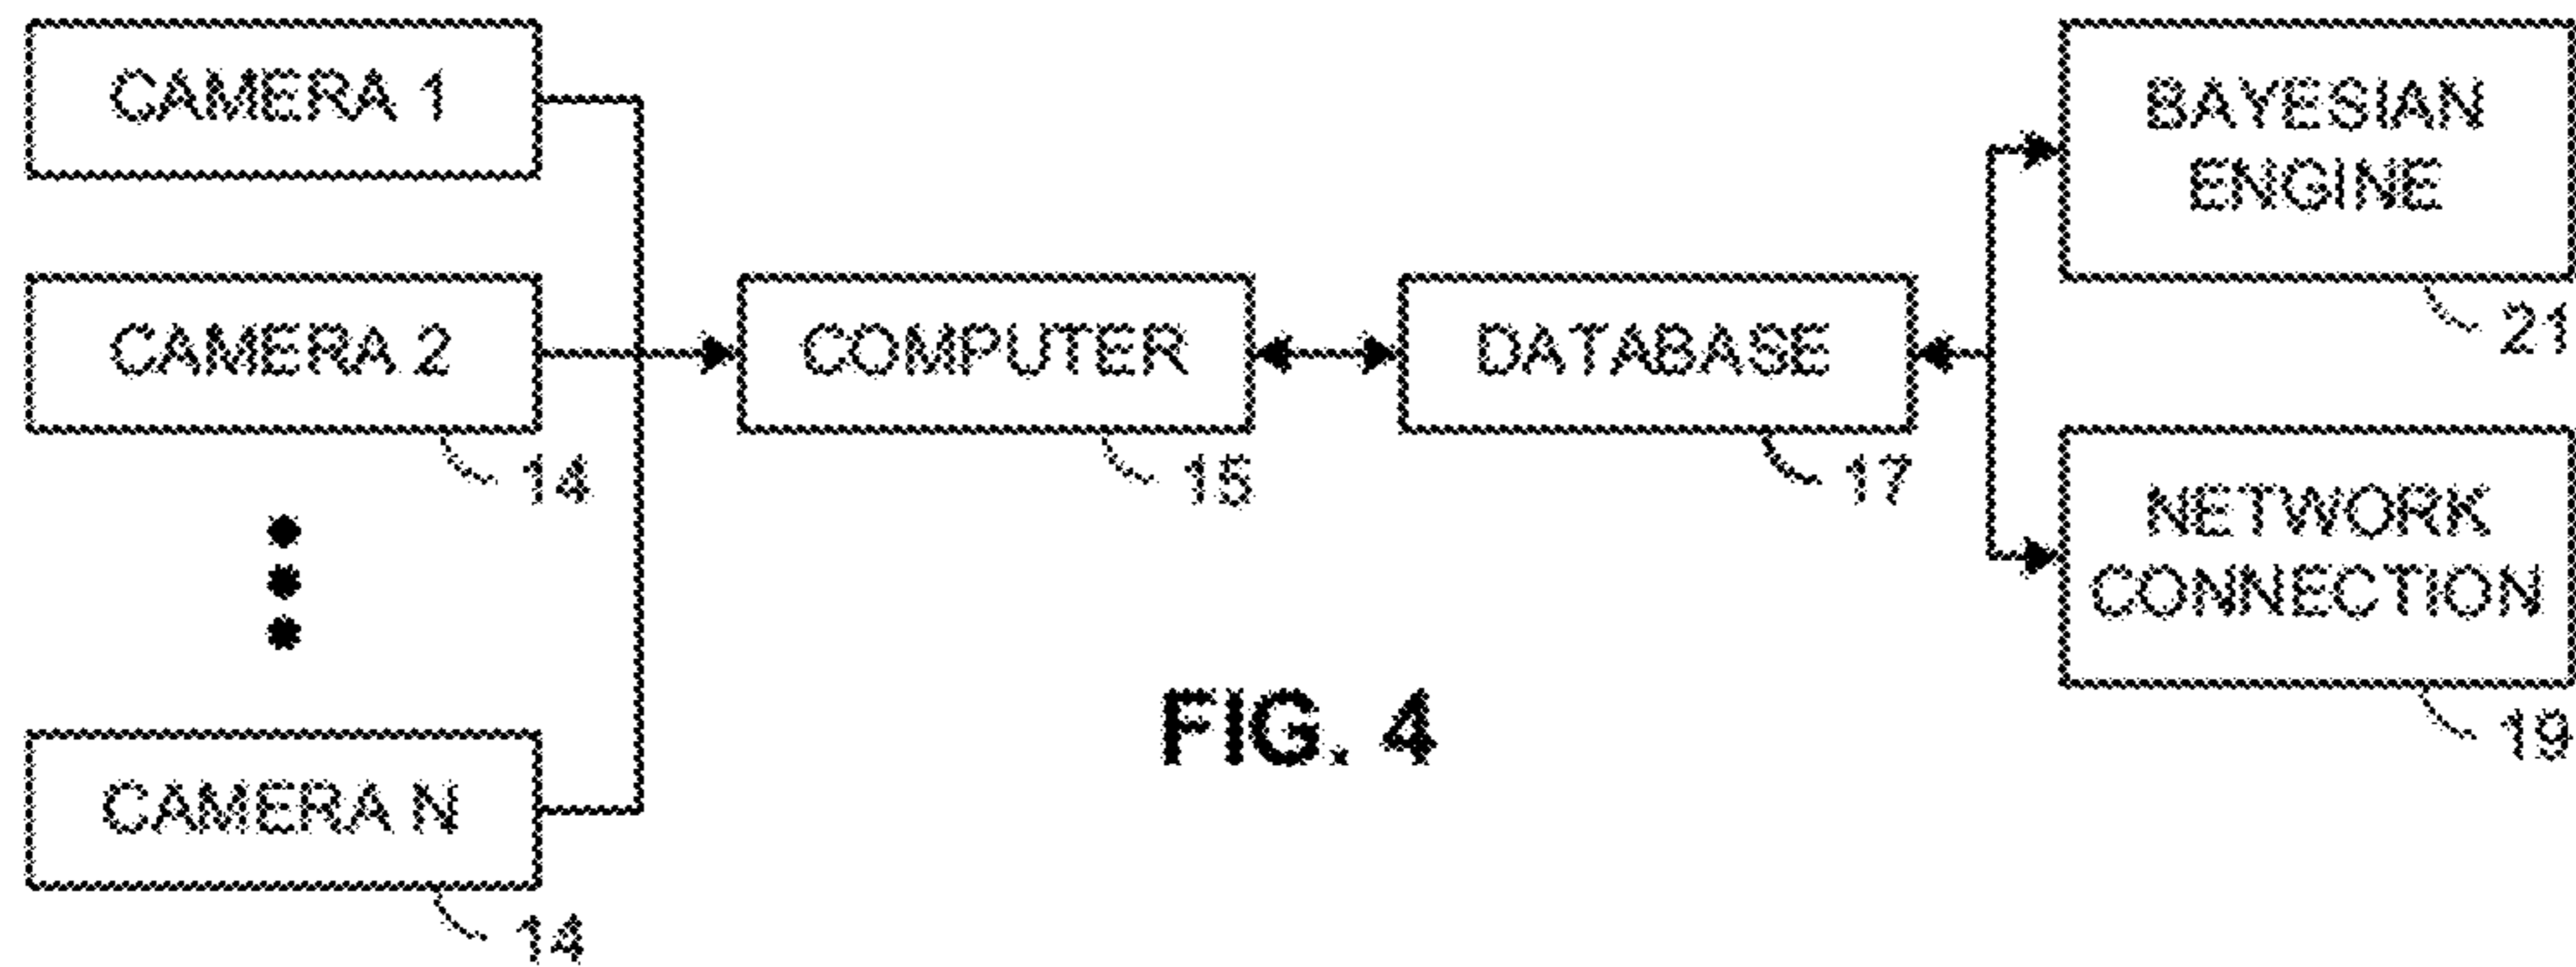 CAMERA 1
CAMERA 2
14
CAMERA N
14
COMPUTER
15
DATABASE
17
BAYESIAN
ENGINE
21
NETWORK
CONNECTION
19
FIG. 4